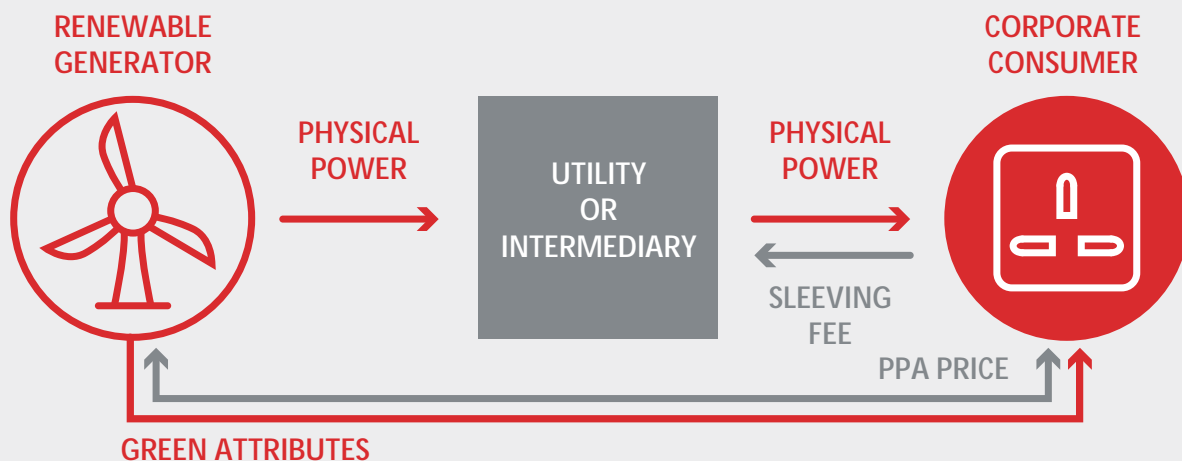 RENEWABLE
GENERATOR
CORPORATE
CONSUMER
PHYSICAL
POWER
UTILITY
OR
INTERMEDIARY
PHYSICAL
POWER
SLEEVING
FEE
PPA PRICE
GREEN ATTRIBUTES